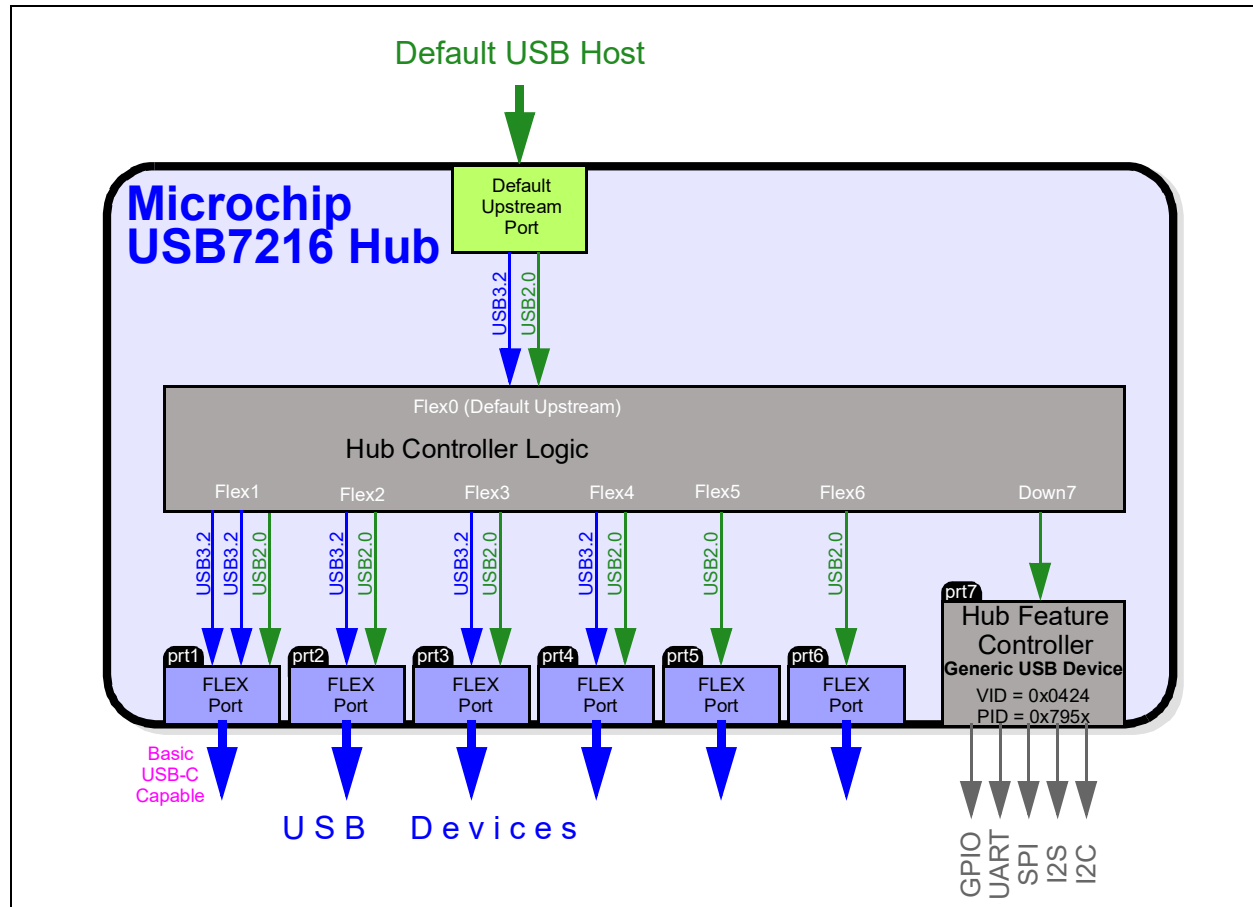 Default USB Host
Microchip
USB7216 Hub
Default
Upstream
Port
USB3.2
USB2.0
Flex0 (Default Upstream)
Hub Controller Logic
Flex1
Flex2
Flex3
Flex4
Flex5
Flex6
Down7
USB3.2
USB3.2
USB2.0
USB3.2
USB2.0
USB3.2
USB2.0
USB3.2
USB2.0
USB2.0
USB2.0
prt1
FLEX
Port
prt2
FLEX
Port
prt3
FLEX
Port
prt4
FLEX
Port
prt5
FLEX
Port
prt6
FLEX
Port
prt7
Hub Feature
Controller
Generic USB Device
VID = 0x0424
PID = 0x795x
Basic
USB-C
Capable
USB Devices
GPIO
UART
SPI
I2S
I2C